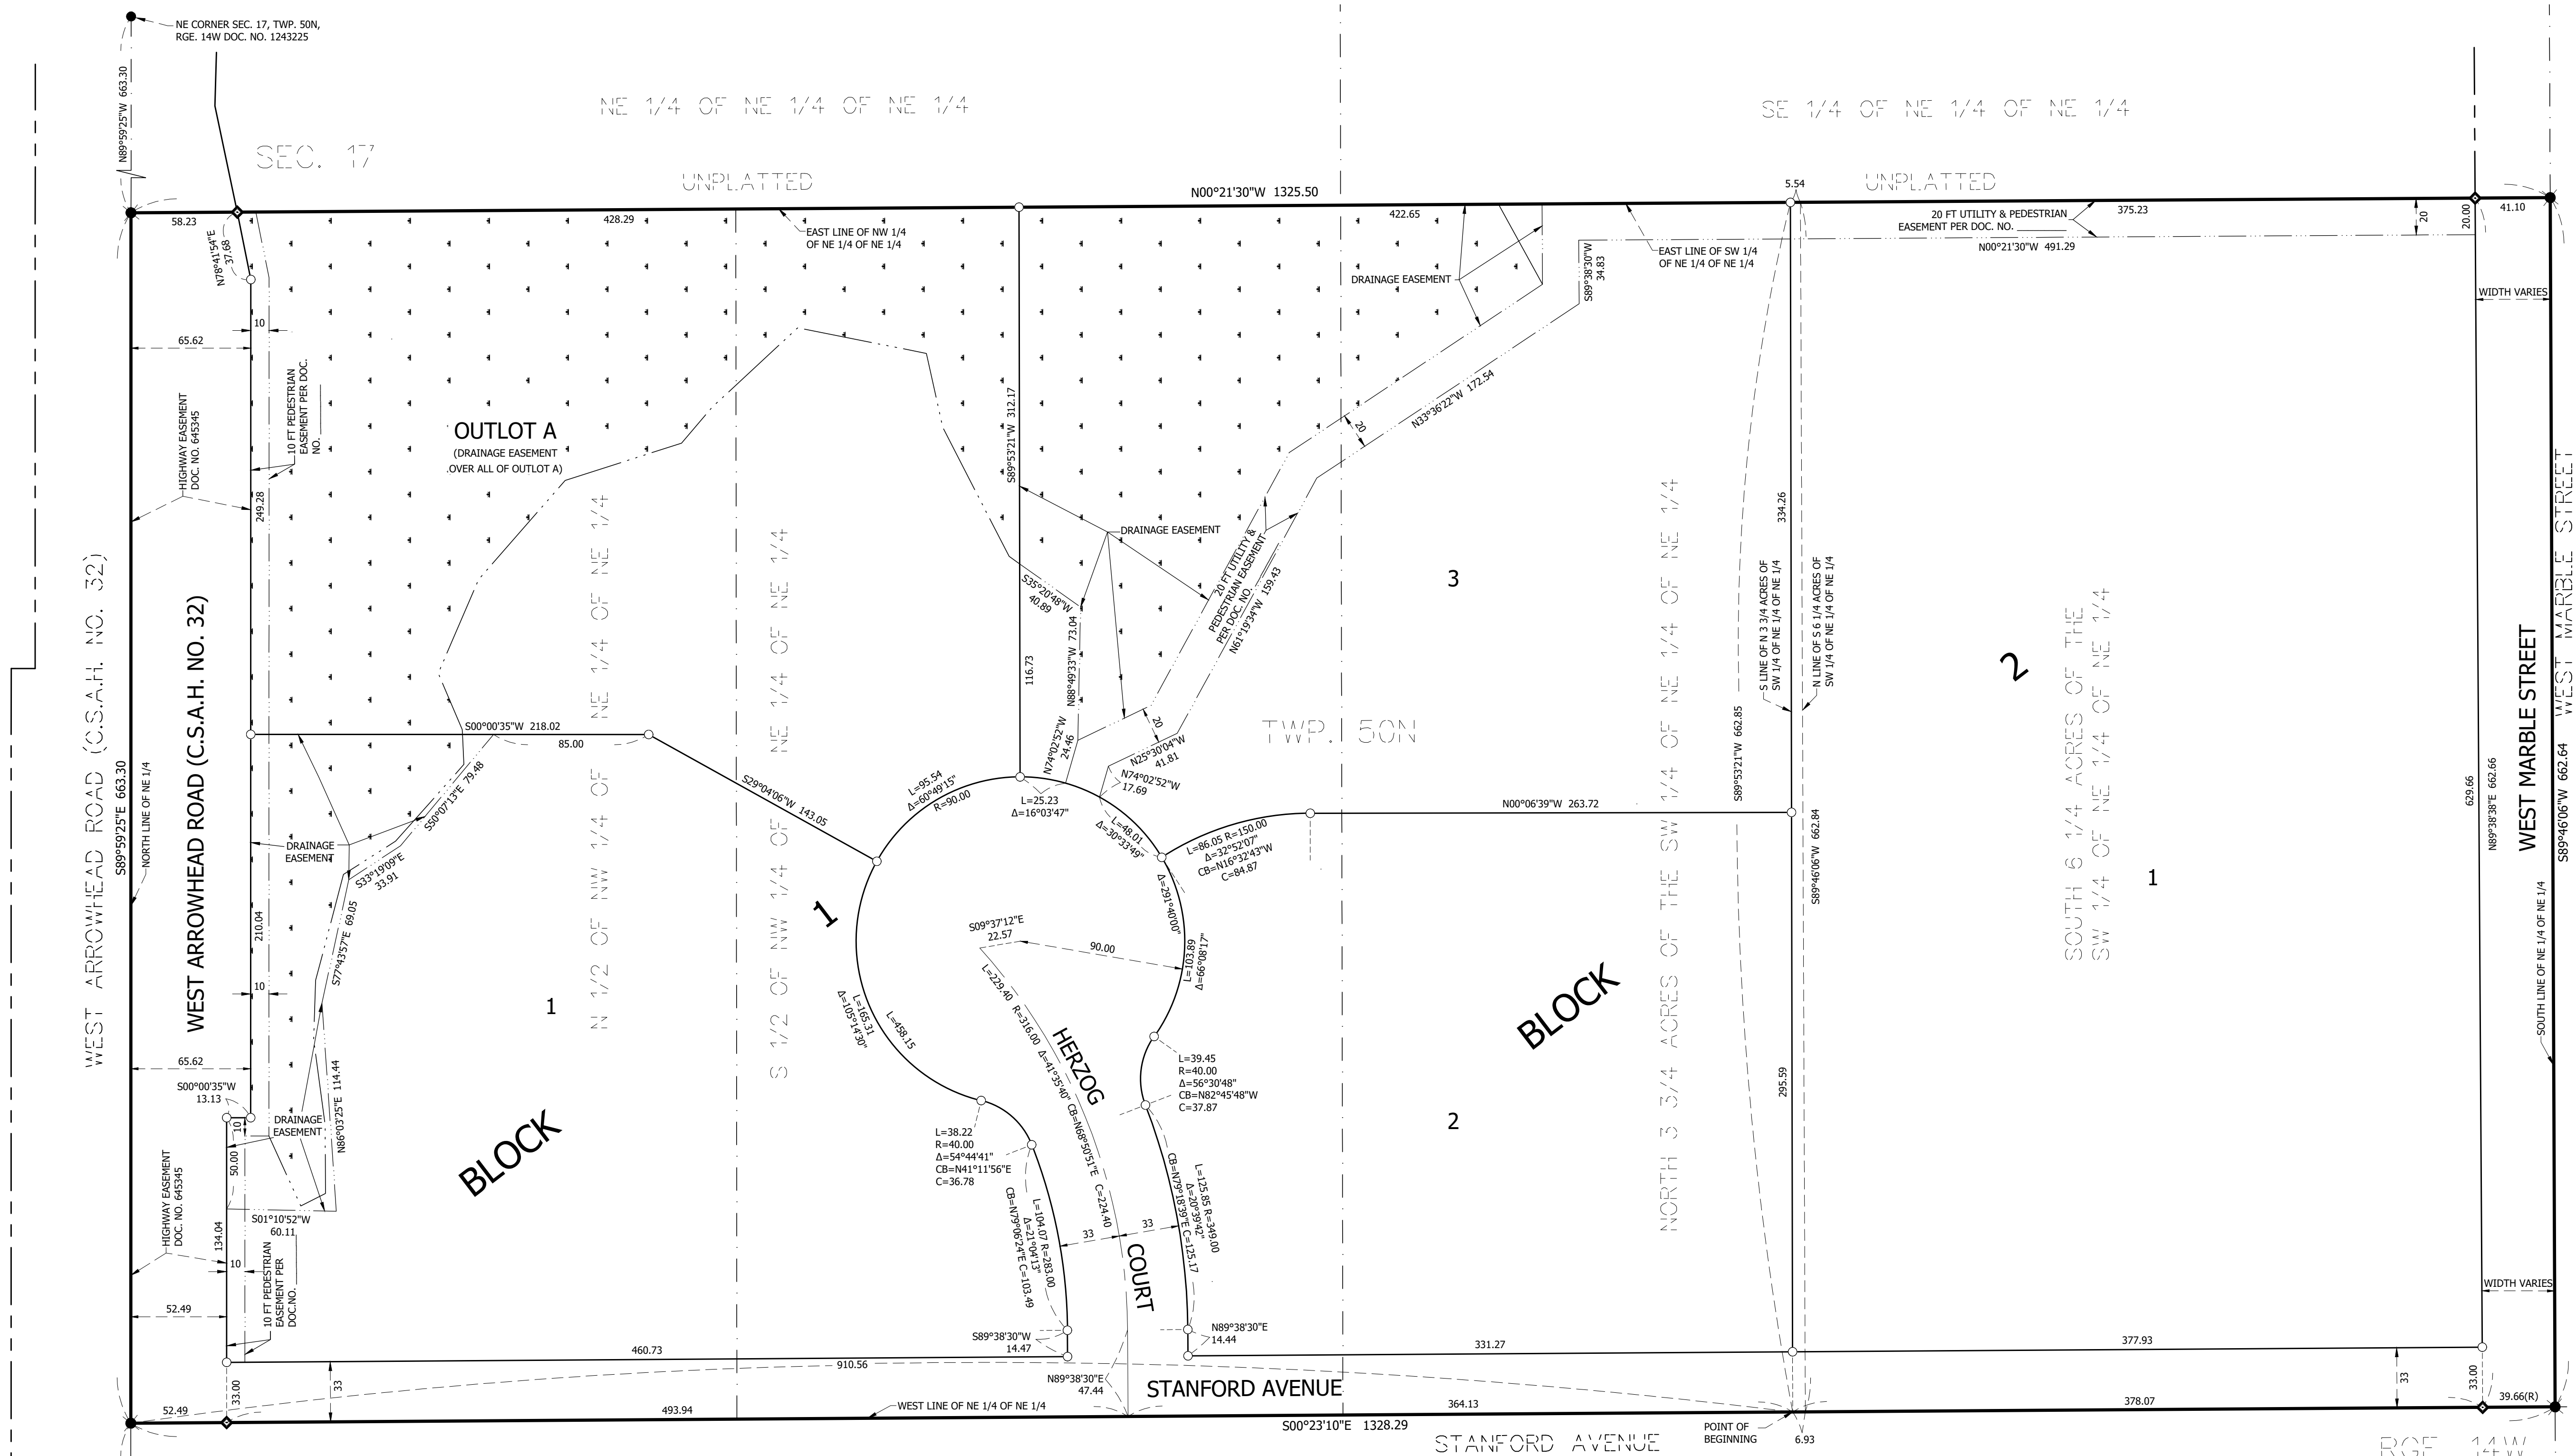 NE CORNER SEC. 17, TWP. 50N,
RGE. 14W DOC. NO. 1243225
N89°59'25"W 663.30
NE 1/4 OF NE 1/4 OF NE 1/4
SE 1/4 OF NE 1/4 OF NE 1/4
SEC. 17
UNPLATTED
N00°21'30"W 1325.50
5.54
UNPLATTED
58.23
428.29
EAST LINE OF NW 1/4
OF NE 1/4 OF NE 1/4
422.65
20 FT UTILITY & PEDESTRIAN
EASEMENT PER DOC. NO.
375.23
20
20.00
41.10
N78°41'54"E
37.68
EAST LINE OF SW 1/4
OF NE 1/4 OF NE 1/4
N00°21'30"W 491.29
DRAINAGE EASEMENT
S89°38'30"W
34.83
WIDTH VARIES
10
65.62
10 FT PEDESTRIAN
EASEMENT PER DOC.
NO.
HIGHWAY EASEMENT
DOC. NO. 645345
OUTLOT A
(DRAINAGE EASEMENT
OVER ALL OF OUTLOT A)
249.28
S89°53'21"W 312.17
20
N33°36'22"W 172.54
DRAINAGE EASEMENT
20 FT UTILITY &
PEDESTRIAN EASEMENT
PER DOC. NO.
N61°19'34"W 159.43
3
334.26
S LINE OF N 3 3/4 ACRES OF
SW 1/4 OF NE 1/4 OF NE 1/4
N LINE OF S 6 1/4 ACRES OF
SW 1/4 OF NE 1/4 OF NE 1/4
S35°20'48"W
40.89
N88°49'33"W 73.04
116.73
N74°02'52"W
24.46
20
N25°30'04"W
41.81
N74°02'52"W
17.69
TWP. 50N
WEST ARROWHEAD ROAD (C.S.A.H. NO. 32)
WEST ARROWHEAD ROAD (C.S.A.H. NO. 32)
S89°59'25"E 663.30
NORTH LINE OF NE 1/4
N 1/2 OF NW 1/4 OF NE 1/4 OF NE 1/4
S 1/2 OF NW 1/4 OF NE 1/4 OF NE 1/4
NORTH 3 3/4 ACRES OF THE SW 1/4 OF NE 1/4 OF NE 1/4
SOUTH 6 1/4 ACRES OF THE
SW 1/4 OF NE 1/4 OF NE 1/4
2
S89°53'21"W 662.85
S89°46'06"W 662.84
629.66
N89°38'38"E 662.66
WEST MARBLE STREET
WEST MARBLE STREET
S89°46'06"W 662.64
SOUTH LINE OF NE 1/4 OF NE 1/4
S00°00'35"W 218.02
85.00
S29°04'06"W 143.05
L=95.54
Δ=60°49'15"
R=90.00
L=25.23
Δ=16°03'47"
L=48.01
Δ=30°33'49"
L=86.05 R=150.00
Δ=32°52'07"
CB=N16°32'43"W
C=84.87
N00°06'39"W 263.72
DRAINAGE
EASEMENT
S50°07'13"E 79.48
S33°19'09"E
33.91
S77°43'57"E 69.05
210.04
10
1
1
1
Δ=291°40'00"
S09°37'12"E
22.57
90.00
L=103.89
Δ=66°08'17"
L=165.31
Δ=105°14'30"
L=458.15
L=229.40 R=316.00 Δ=41°35'40" CB=N68°50'51"E C=224.40
HERZOG
COURT
BLOCK
BLOCK
L=39.45
R=40.00
Δ=56°30'48"
CB=N82°45'48"W
C=37.87
65.62
S00°00'35"W
13.13
DRAINAGE
EASEMENT
N86°03'25"E 114.44
10
50.00
L=38.22
R=40.00
Δ=54°44'41"
CB=N41°11'56"E
C=36.78
2
295.59
HIGHWAY EASEMENT
DOC. NO. 645345
134.04
S01°10'52"W
60.11
10
10 FT PEDESTRIAN
EASEMENT PER
DOC.NO.
L=104.07 R=283.00
Δ=21°04'13"
CB=N79°06'24"E C=103.49
33
33
L=125.85 R=349.00
Δ=20°39'42"
CB=N79°18'39"E C=125.17
52.49
WIDTH VARIES
S89°38'30"W
14.47
N89°38'30"E
14.44
460.73
910.56
331.27
377.93
33.00
33
N89°38'30"E
47.44
STANFORD AVENUE
33
33.00
52.49
493.94
WEST LINE OF NE 1/4 OF NE 1/4
364.13
378.07
39.66(R)
S00°23'10"E 1328.29
POINT OF
BEGINNING
6.93
STANFORD AVENUE
RGE. 14W